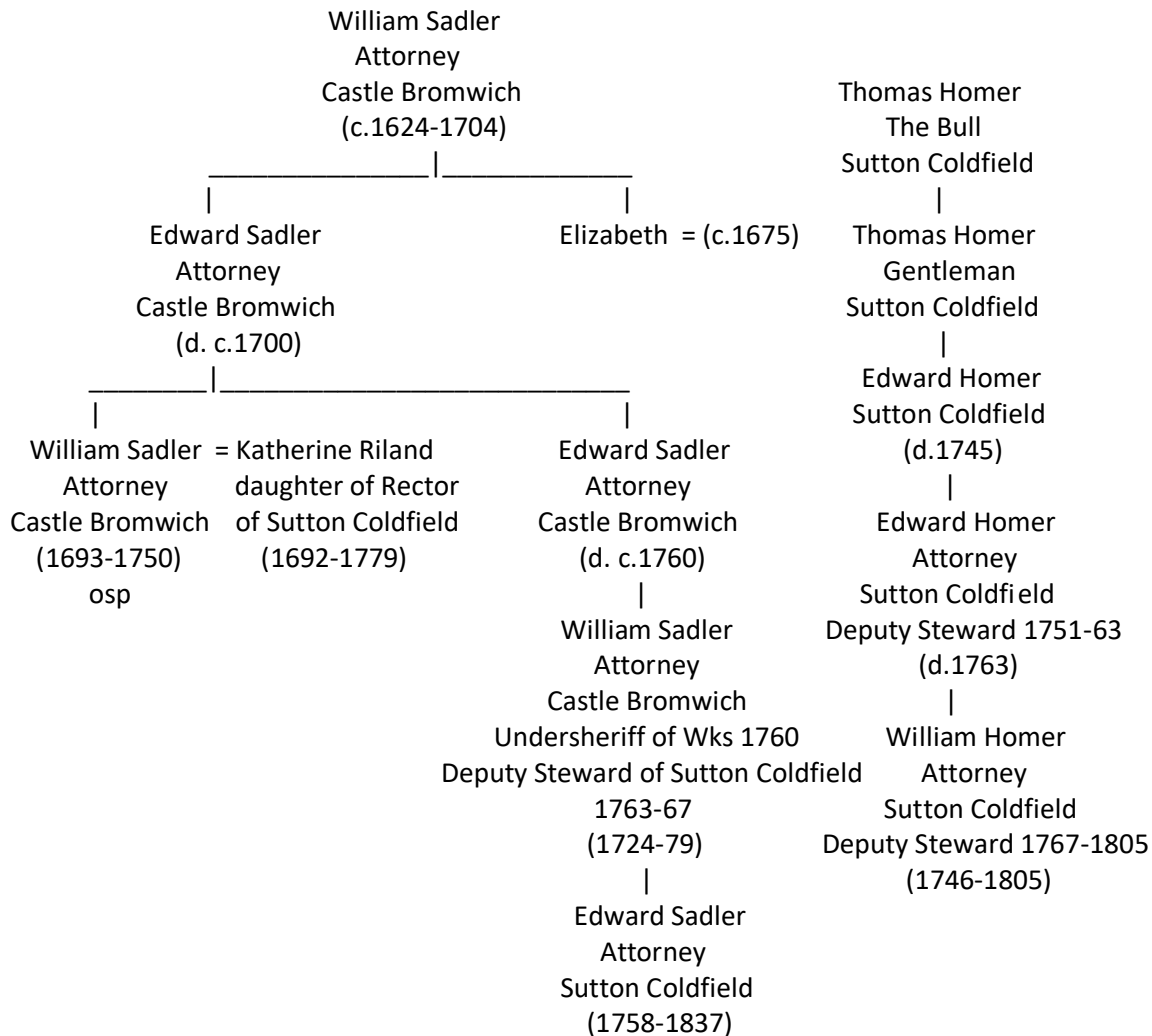 William Sadler
Attorney
Castle Bromwich Thomas Homer
(c.1624-1704) The Bull
_______________|_____________ Sutton Coldfield
| | |
Edward Sadler Elizabeth = (c.1675) Thomas Homer
Attorney Gentleman
Castle Bromwich Sutton Coldfield
(d. c.1700) |
________|____________________________ Edward Homer
| | Sutton Coldfield
William Sadler = Katherine Riland Edward Sadler (d.1745)
Attorney daughter of Rector Attorney |
Castle Bromwich of Sutton Coldfield Castle Bromwich Edward Homer
(1693-1750) (1692-1779) (d. c.1760) Attorney
osp | Sutton Coldfield
William Sadler Deputy Steward 1751-63
Attorney (d.1763)
Castle Bromwich |
Undersheriff of Wks 1760 William Homer
Deputy Steward of Sutton Coldfield Attorney
1763-67 Sutton Coldfield
(1724-79) Deputy Steward 1767-1805
| (1746-1805)
Edward Sadler
Attorney
Sutton Coldfield
(1758-1837)